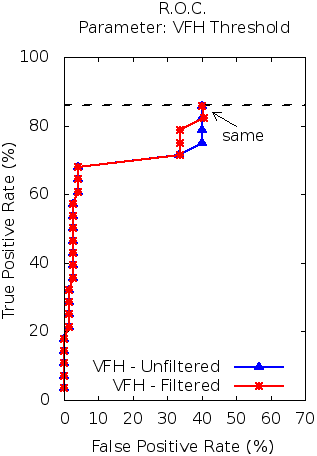 R.O.C.
Parameter: VFH Threshold
100
80
60
40
20
0
same
VFH - Unfiltered
VFH - Filtered
0 10 20 30 40 50 60 70
True Positive Rate (%)
False Positive Rate (%)